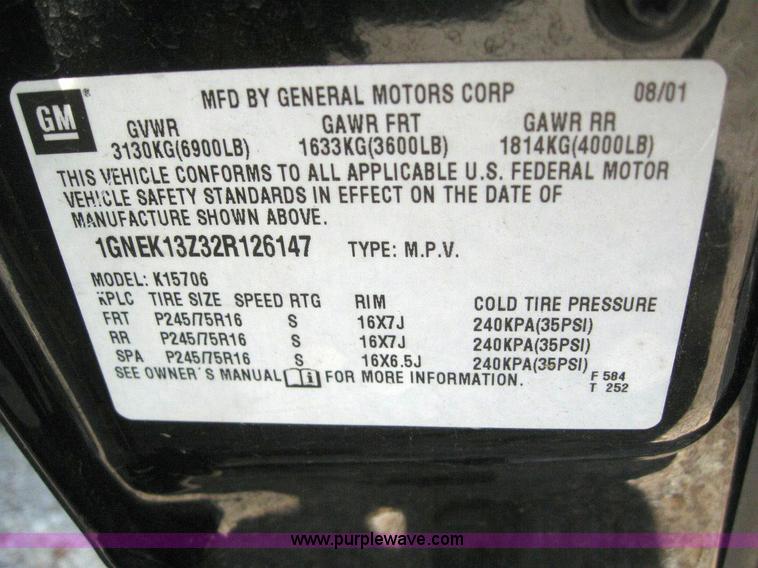 GM ®
MFD BY GENERAL MOTORS CORP 08/01
GVWR GAWR FRT GAWR RR
3130KG(6900LB) 1633KG(3600LB) 1814KG(4000LB)
THIS VEHICLE CONFORMS TO ALL APPLICABLE U.S. FEDERAL MOTOR
VEHICLE SAFETY STANDARDS IN EFFECT ON THE DATE OF
MANUFACTURE SHOWN ABOVE.
1GNEK13Z32R126147 TYPE: M.P.V.
MODEL: K15706
KPLC TIRE SIZE SPEED RTG RIM COLD TIRE PRESSURE
FRT P245/75R16 S 16X7J 240KPA(35PSI)
RR P245/75R16 S 16X7J 240KPA(35PSI)
SPA P245/75R16 S 16X6.5J 240KPA(35PSI)
SEE OWNER'S MANUAL i FOR MORE INFORMATION. F 584
T 252
www.purplewave.com